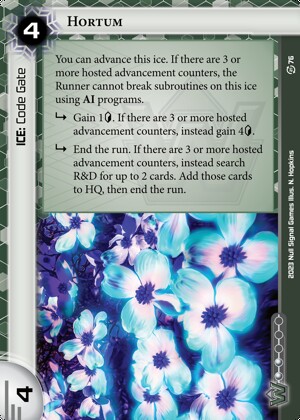 4
HORTUM
ICE: Code Gate
You can advance this ice. If there are 3 or
more hosted advancement counters, the
Runner cannot break subroutines on this ice
using AI programs.
Gain 1. If there are 3 or more hosted
advancement counters, instead gain 4.
End the run. If there are 3 or more hosted
advancement counters, instead search
R&D for up to 2 cards. Add those cards
to HQ, then end the run.
76
2023 Null Signal Games Illus. N. Hopkins
4